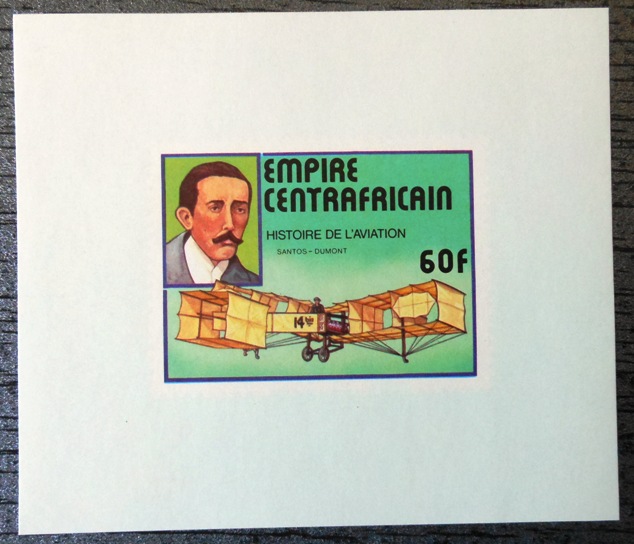 EMPIRE
CENTRAFRICAIN
HISTOIRE DE L'AVIATION
SANTOS-DUMONT
60F
14